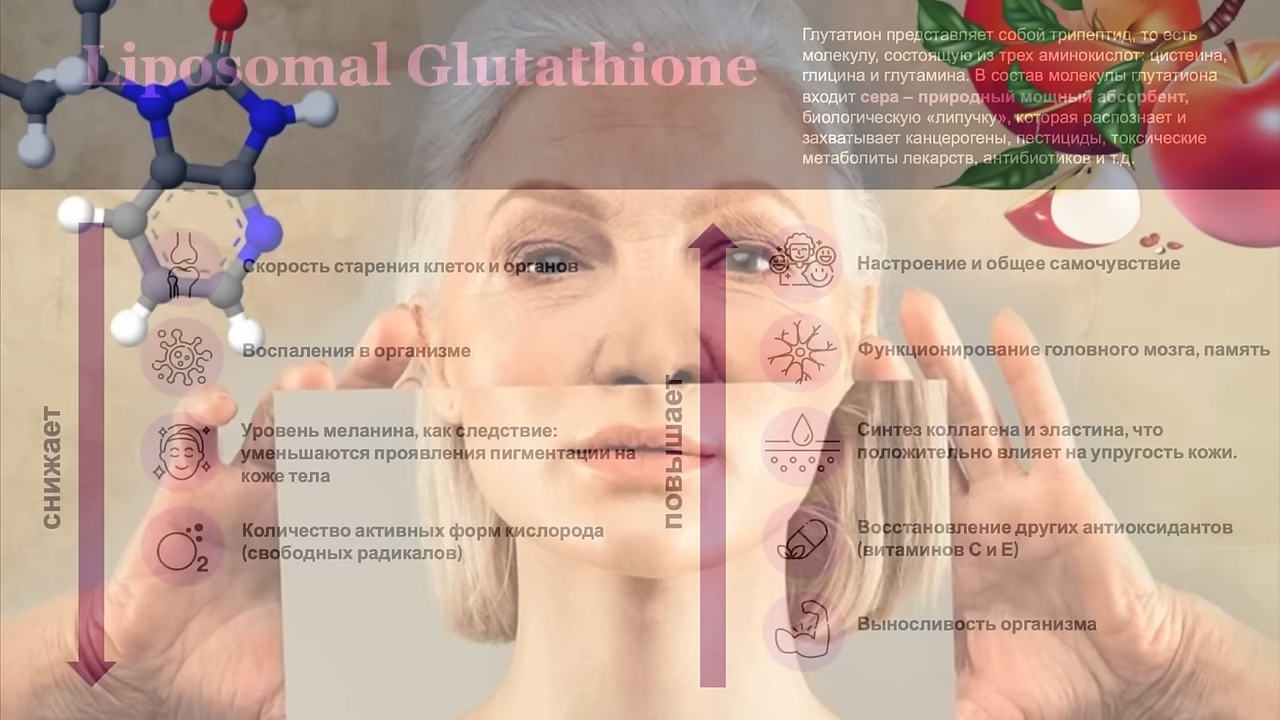 Liposomal Glutathione
Глутатион представляет собой трипептид, то есть
молекулу, состоящую из трех аминокислот: цистеина,
глицина и глутамина. В состав молекулы глутатиона
входит сера – природный мощный абсорбент,
биологическую «липучку», которая распознает и
захватывает канцерогены, пестициды, токсические
метаболиты лекарств, антибиотиков и т.д.
снижает
Скорость старения клеток и органов
Воспаления в организме
Уровень меланина, как следствие:
уменьшаются проявления пигментации на
коже тела
Количество активных форм кислорода
(свободных радикалов)
2
повышает
Настроение и общее самочувствие
Функционирование головного мозга, память
Синтез коллагена и эластина, что
положительно влияет на упругость кожи.
Восстановление других антиоксидантов
(витаминов С и Е)
Выносливость организма